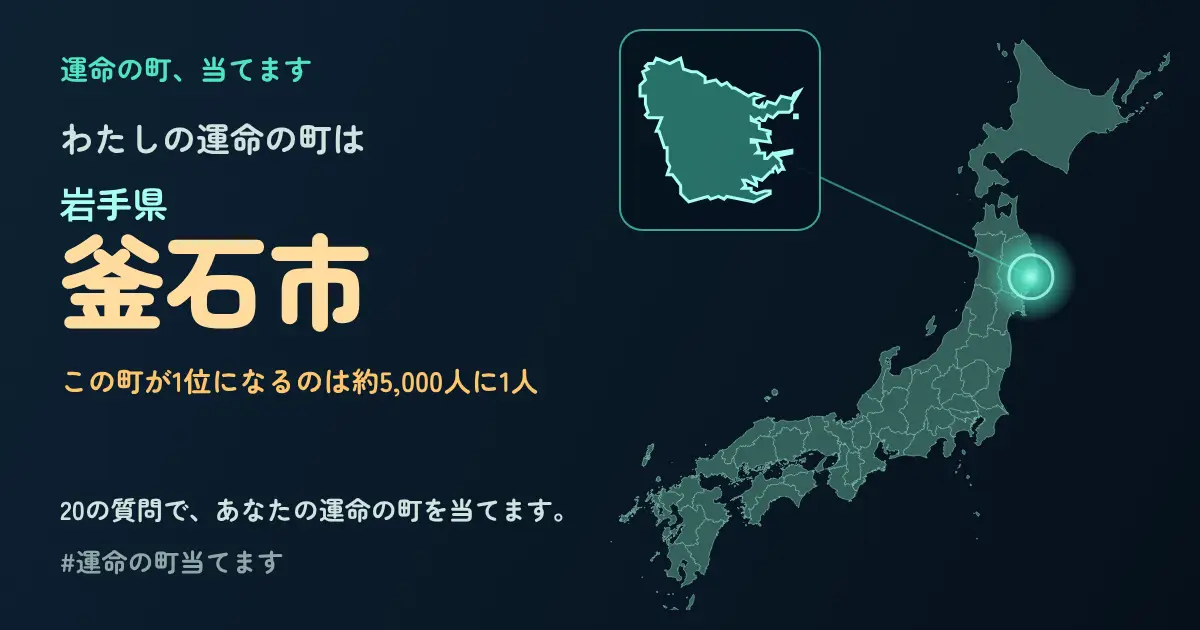 運命の町、当てます
わたしの運命の町は
岩手県
釜石市
この町が1位になるのは約5,000人に1人
20の質問で、あなたの運命の町を当てます。
#運命の町当てます